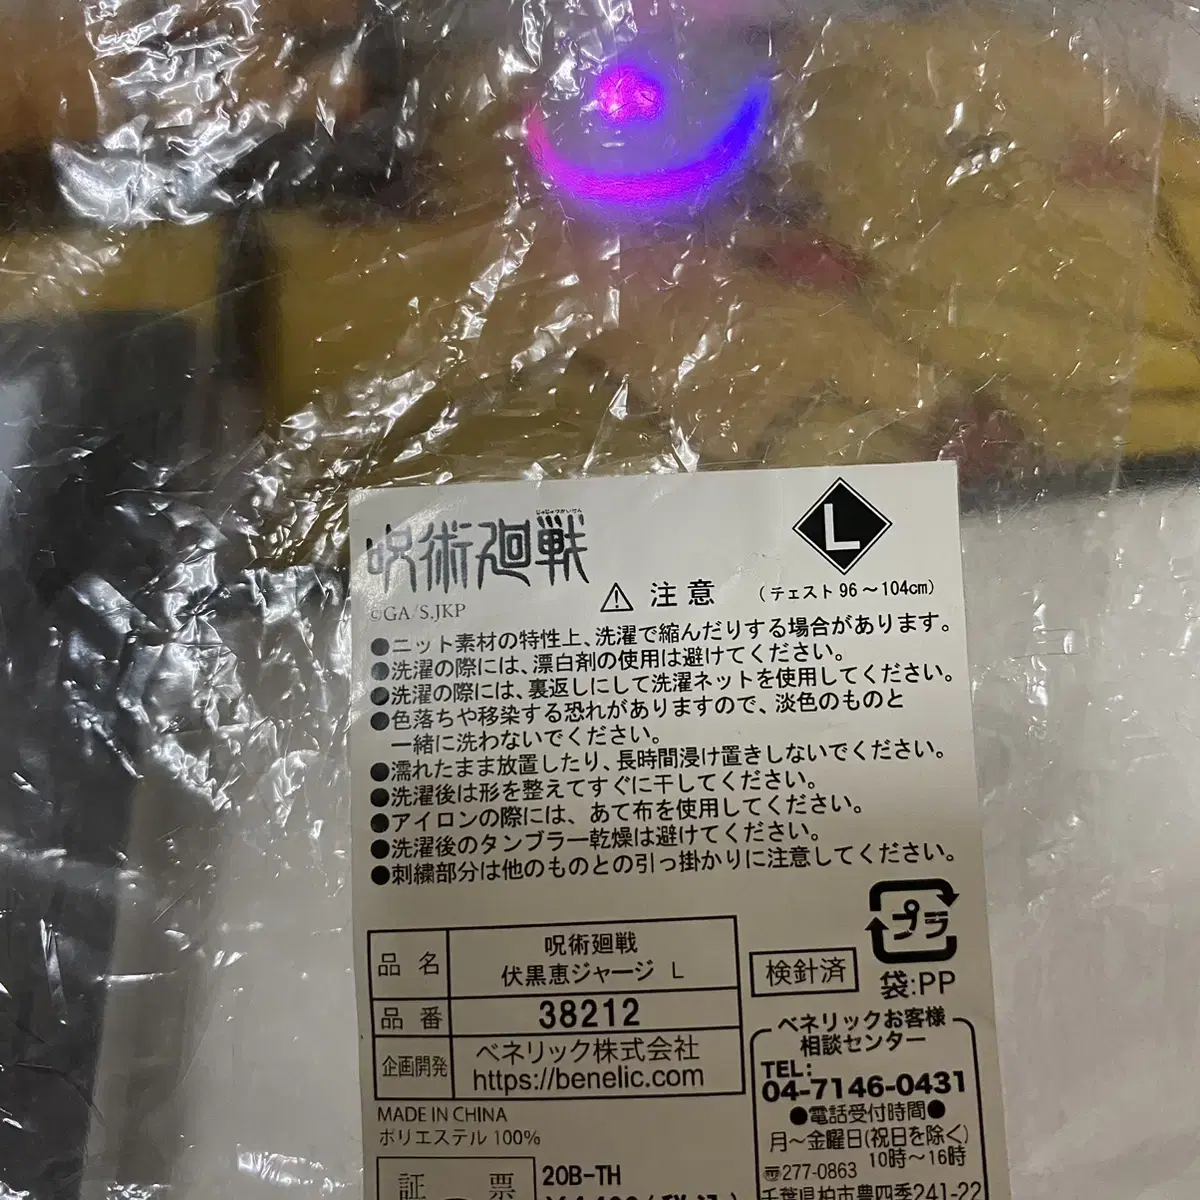 じゅじゅつかいせん
呪術廻戦
©GA/S,JKP
L
注意
(チェスト96〜104cm)
●ニット素材の特性上、洗濯で縮んだりする場合があります。
●洗濯の際には、漂白剤の使用は避けてください。
●洗濯の際には、裏返しにして洗濯ネットを使用してください。
●色落ちや移染する恐れがありますので、淡色のものと
一緒に洗わないでください。
●濡れたまま放置したり、長時間浸け置きしないでください。
●洗濯後は形を整えてすぐに干してください。
●アイロンの際には、あて布を使用してください。
●洗濯後のタンブラー乾燥は避けてください。
●刺繍部分は他のものとの引っ掛かりに注意してください。
品名
呪術廻戦
伏黒恵ジャージ L
品番
38212
企画開発
ベネリック株式会社
https://benelic.com
MADE IN CHINA
ポリエステル100%
証票
20B-TH
検針済
プラ
袋:PP
ベネリックお客様
相談センター
TEL:
04-7146-0431
●電話受付時間●
月〜金曜日(祝日を除く)
10時〜16時
〒277-0863
千葉県柏市豊四季241-22